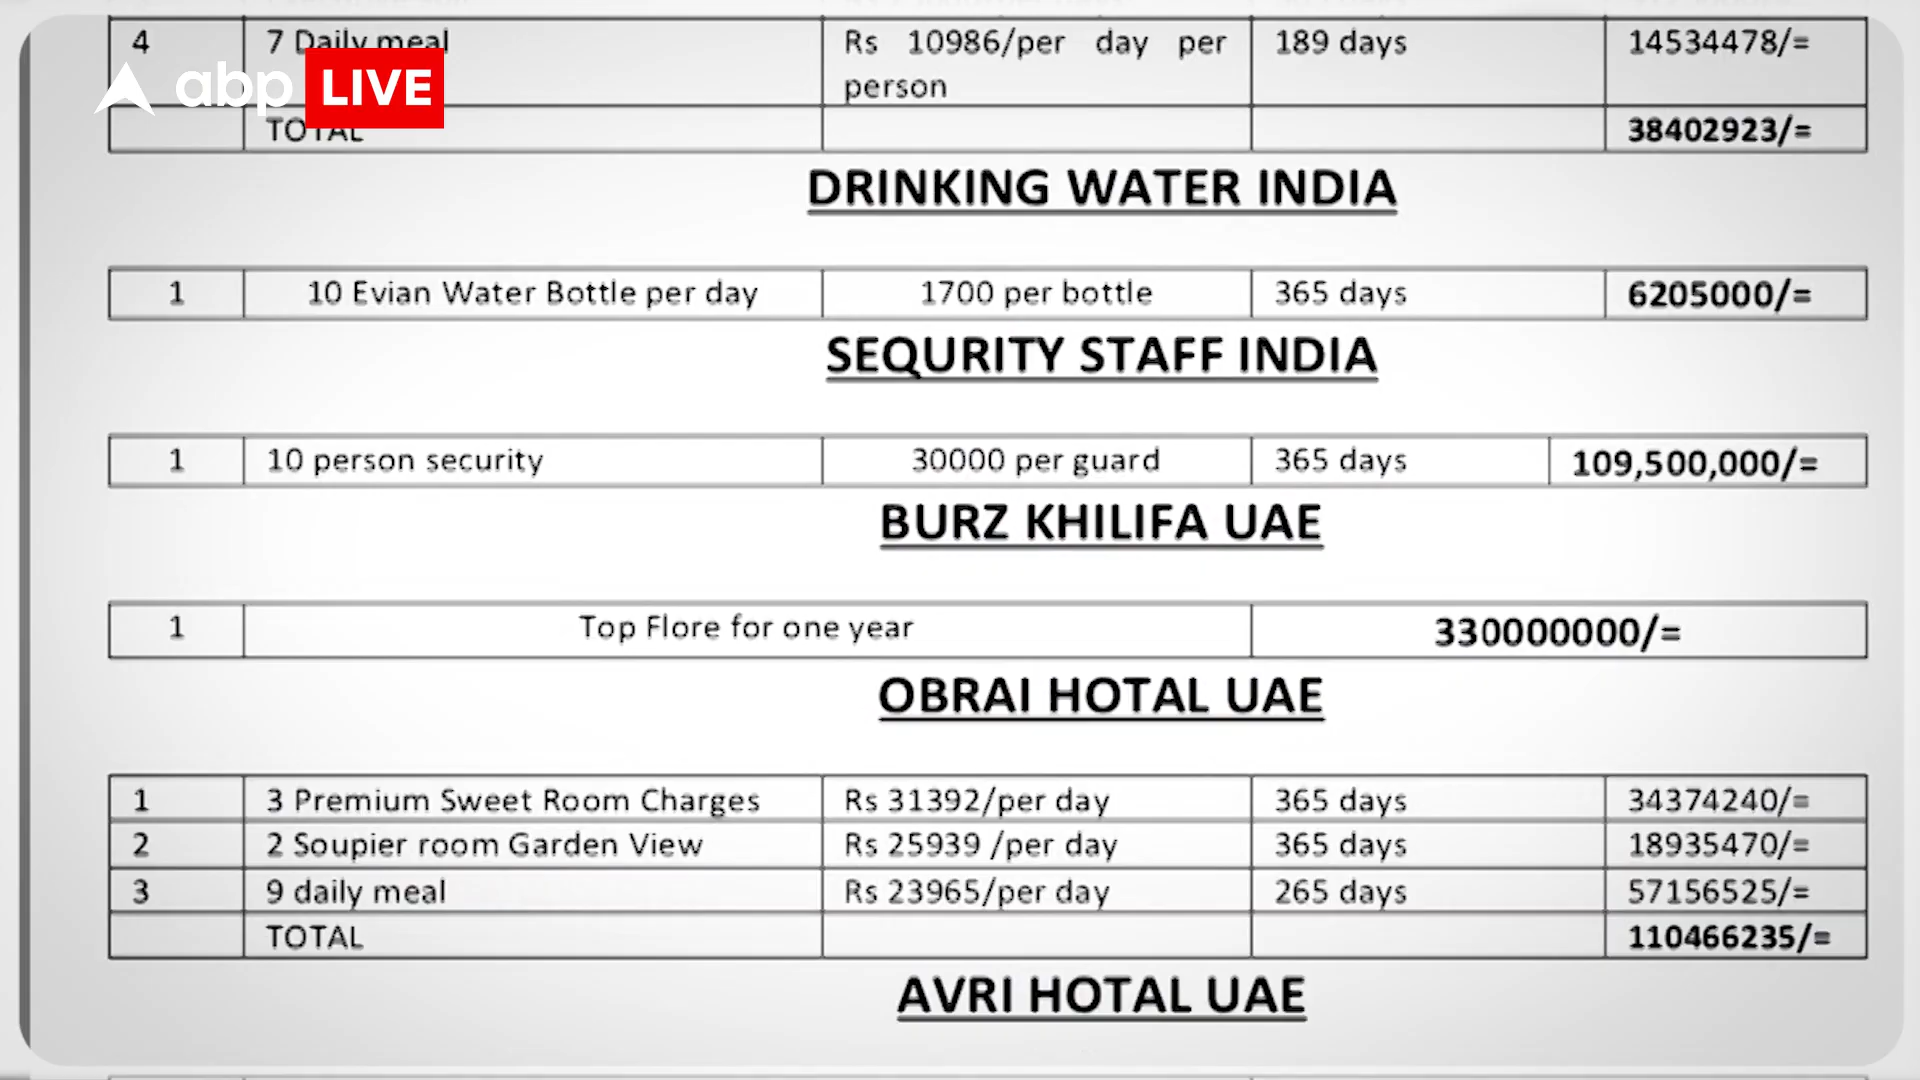 4 7 Daily meal Rs 10986/per day per person 189 days 14534478/=
abp LIVE
TOTAL 38402923/=
DRINKING WATER INDIA
1 10 Evian Water Bottle per day 1700 per bottle 365 days 6205000/=
SEQURITY STAFF INDIA
1 10 person security 30000 per guard 365 days 109,500,000/=
BURZ KHILIFA UAE
1 Top Flore for one year 330000000/=
OBRAI HOTAL UAE
1 3 Premium Sweet Room Charges Rs 31392/per day 365 days 34374240/=
2 2 Soupier room Garden View Rs 25939 /per day 365 days 18935470/=
3 9 daily meal Rs 23965/per day 265 days 57156525/=
TOTAL 110466235/=
AVRI HOTAL UAE